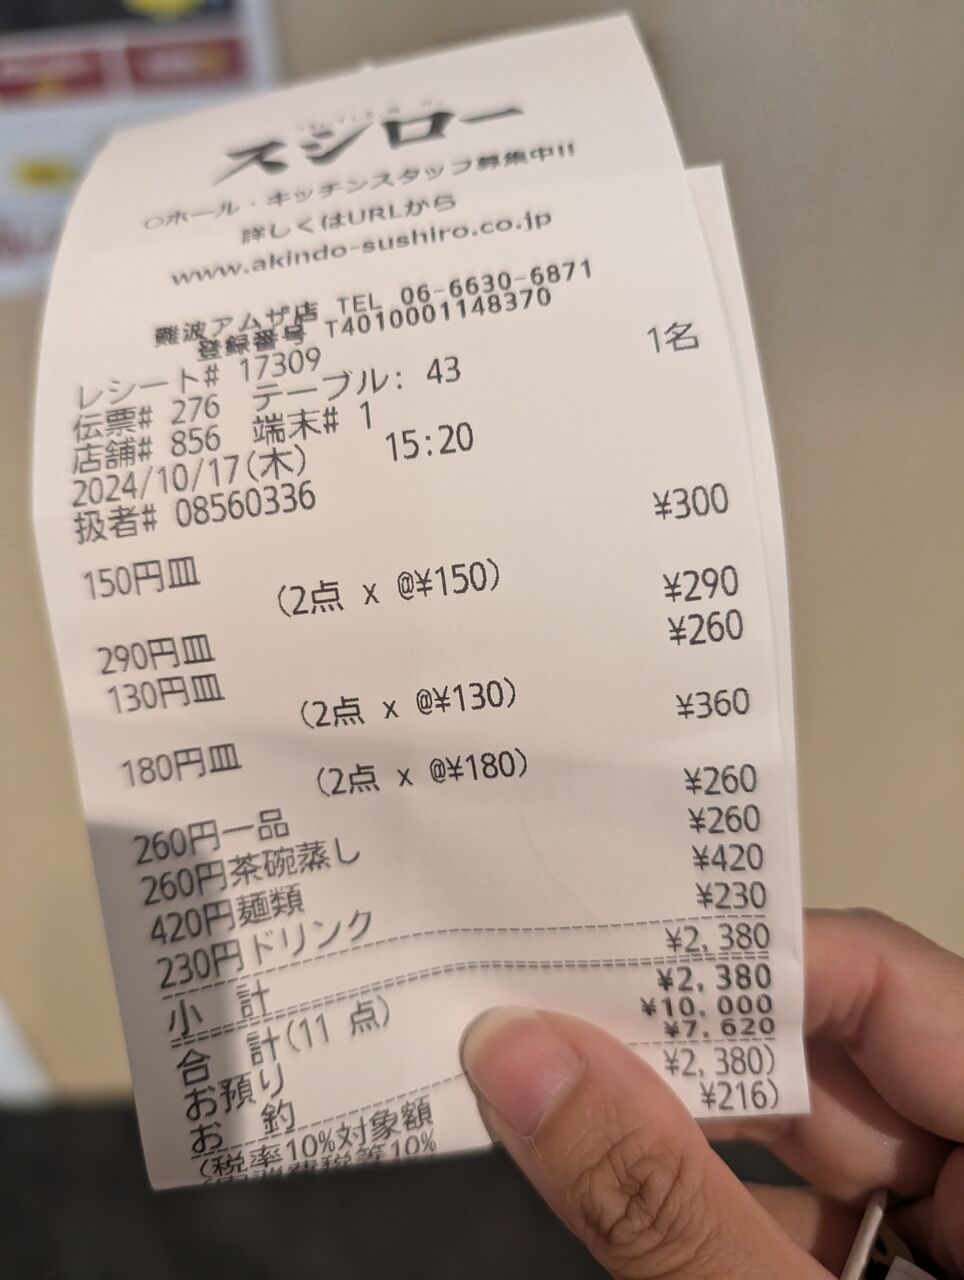 スシロー
○ホール・キッチンスタッフ募集中!!
詳しくはURLから
www.akindo-sushiro.co.jp
難波アムザ店 TEL 06-6630-6871
登録番号 T4010001148370
レシート# 17309 1名
伝票# 276 テーブル: 43
店舗# 856 端末# 1
2024/10/17(木) 15:20
扱者# 08560336
150円皿 ¥300
(2点 x @¥150)
290円皿 ¥290
130円皿 ¥260
(2点 x @¥130)
180円皿 ¥360
(2点 x @¥180)
260円一品 ¥260
260円茶碗蒸し ¥260
420円麺類 ¥420
230円ドリンク ¥230
小 計 ¥2,380
合 計(11 点) ¥2,380
お預り ¥10,000
お 釣 ¥7,620
(税率10%対象額 ¥2,380)
(内消費税等10% ¥216)